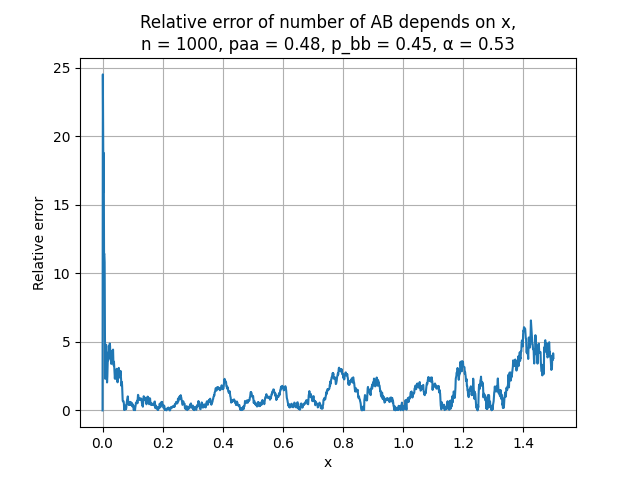 Relative error of number of AB depends on x,
n = 1000, paa = 0.48, p_bb = 0.45, α = 0.53
25
20
15
10
5
0
Relative error
0.0 0.2 0.4 0.6 0.8 1.0 1.2 1.4
x